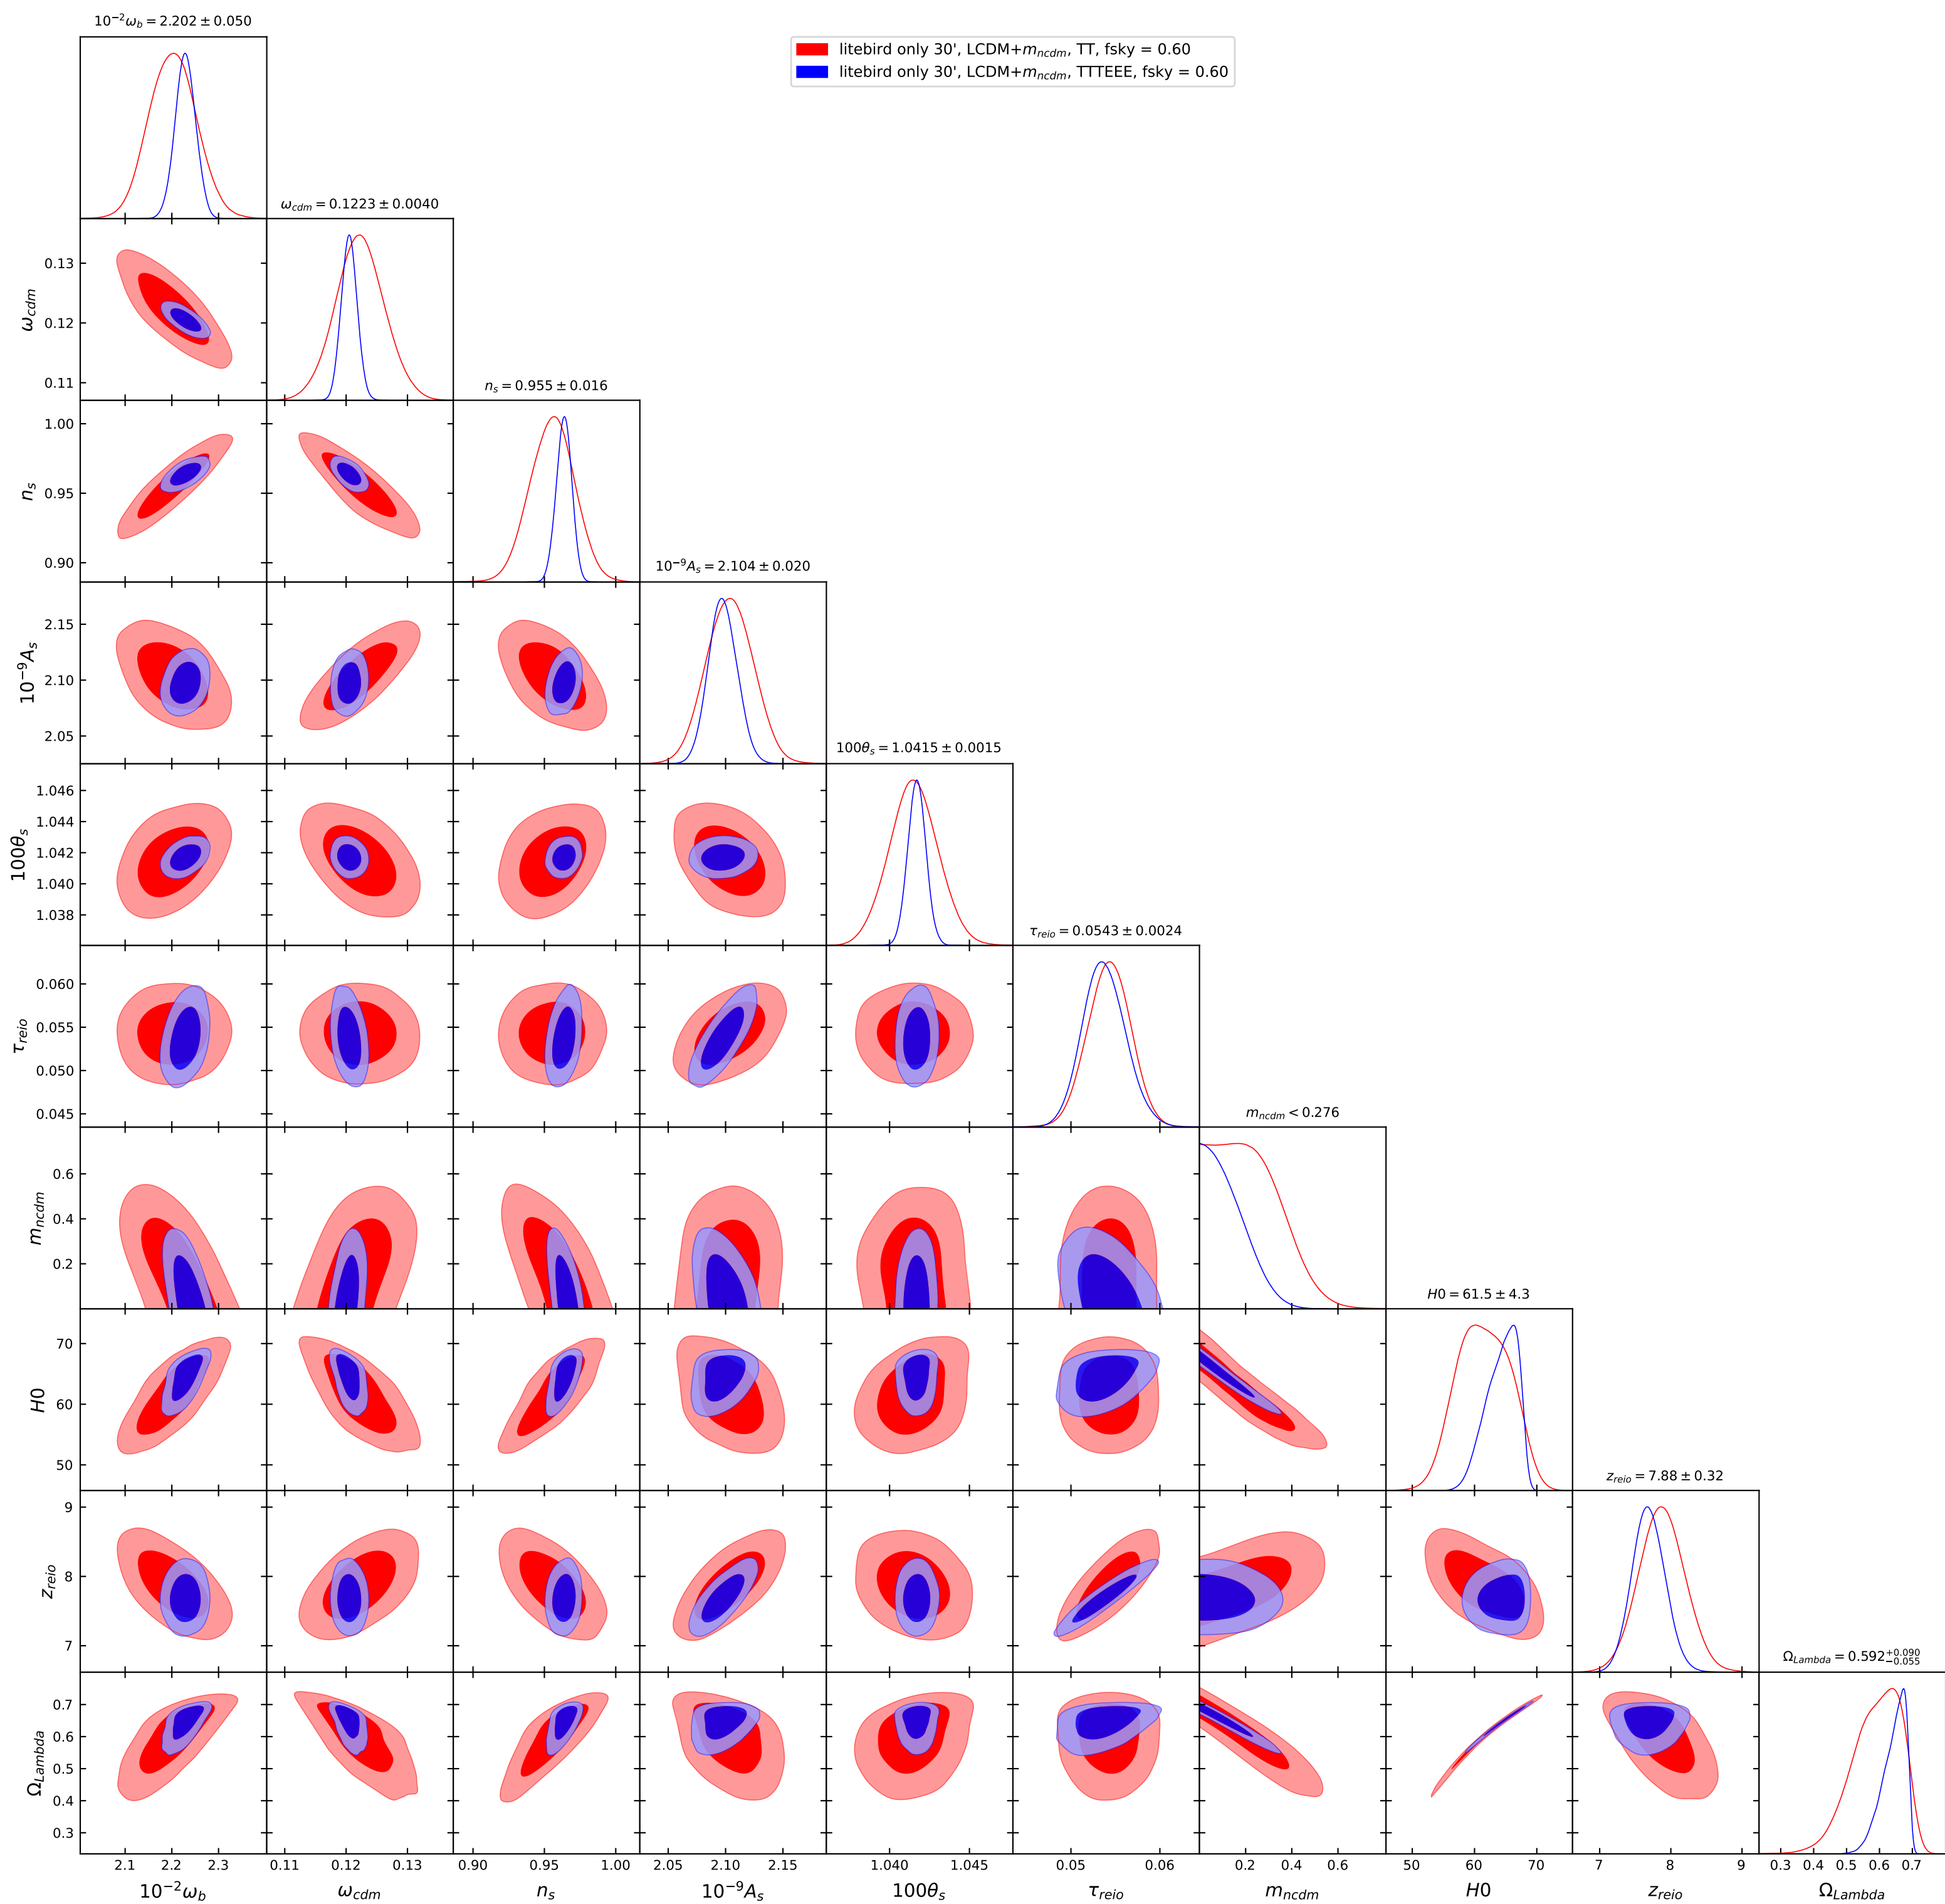 10⁻²ω_b = 2.202 ± 0.050
litebird only 30', LCDM+m_ncdm, TT, fsky = 0.60
litebird only 30', LCDM+m_ncdm, TTTEEE, fsky = 0.60
ω_cdm = 0.1223 ± 0.0040
0.13
0.12
0.11
ω_cdm
n_s = 0.955 ± 0.016
1.00
0.95
0.90
n_s
10⁻⁹A_s = 2.104 ± 0.020
2.15
2.10
2.05
10⁻⁹A_s
100θ_s = 1.0415 ± 0.0015
1.046
1.044
1.042
1.040
1.038
100θ_s
τ_reio = 0.0543 ± 0.0024
0.060
0.055
0.050
0.045
τ_reio
m_ncdm < 0.276
0.6
0.4
0.2
m_ncdm
H0 = 61.5 ± 4.3
70
60
50
H0
z_reio = 7.88 ± 0.32
9
8
7
z_reio
Ω_Lambda = 0.592^{+0.090}_{-0.055}
0.7
0.6
0.5
0.4
0.3
Ω_Lambda
2.1 2.2 2.3 0.11 0.12 0.13 0.90 0.95 1.00 2.05 2.10 2.15 1.040 1.045 0.05 0.06 0.2 0.4 0.6 50 60 70 7 8 9 0.3 0.4 0.5 0.6 0.7
10⁻²ω_b ω_cdm n_s 10⁻⁹A_s 100θ_s τ_reio m_ncdm H0 z_reio Ω_Lambda